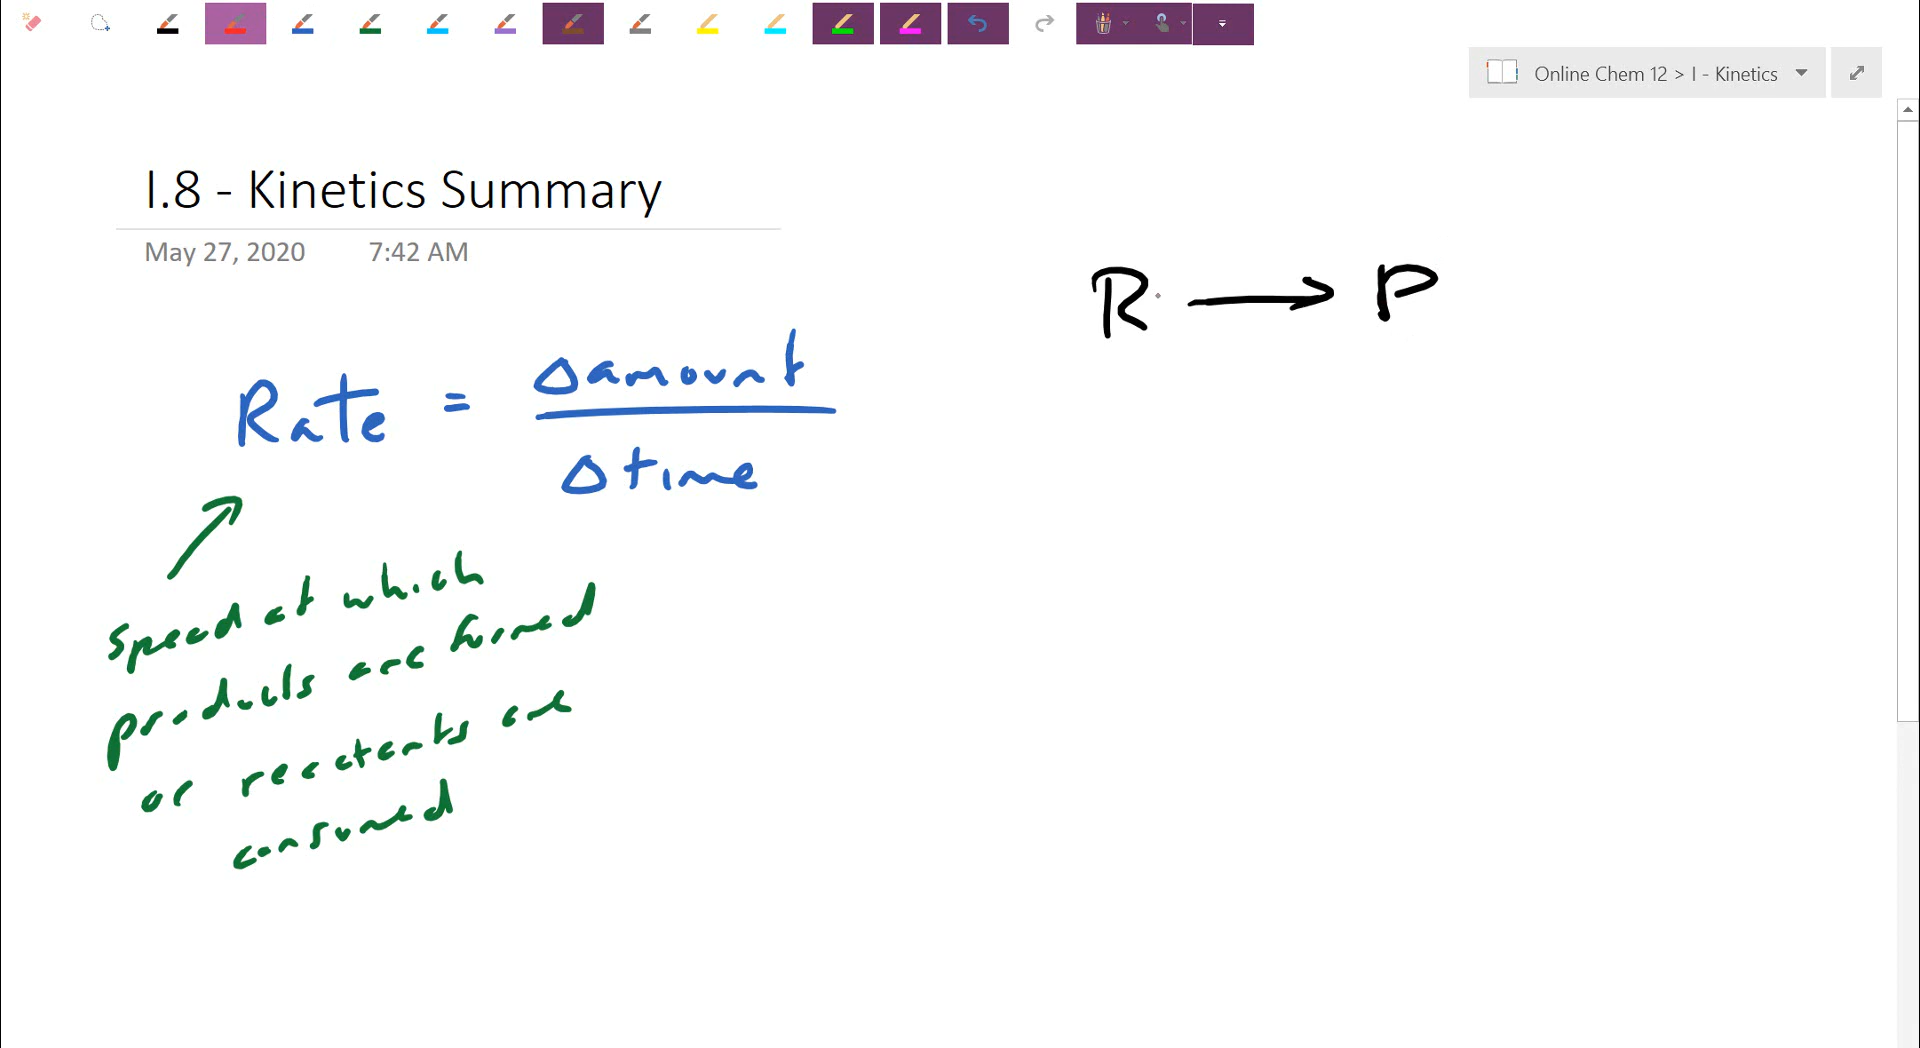 Online Chem 12 > I - Kinetics
I.8 - Kinetics Summary
May 27, 2020 7:42 AM
R → P
Rate = Δamount
Δtime
speed at which
products are formed
or reactants are
consumed